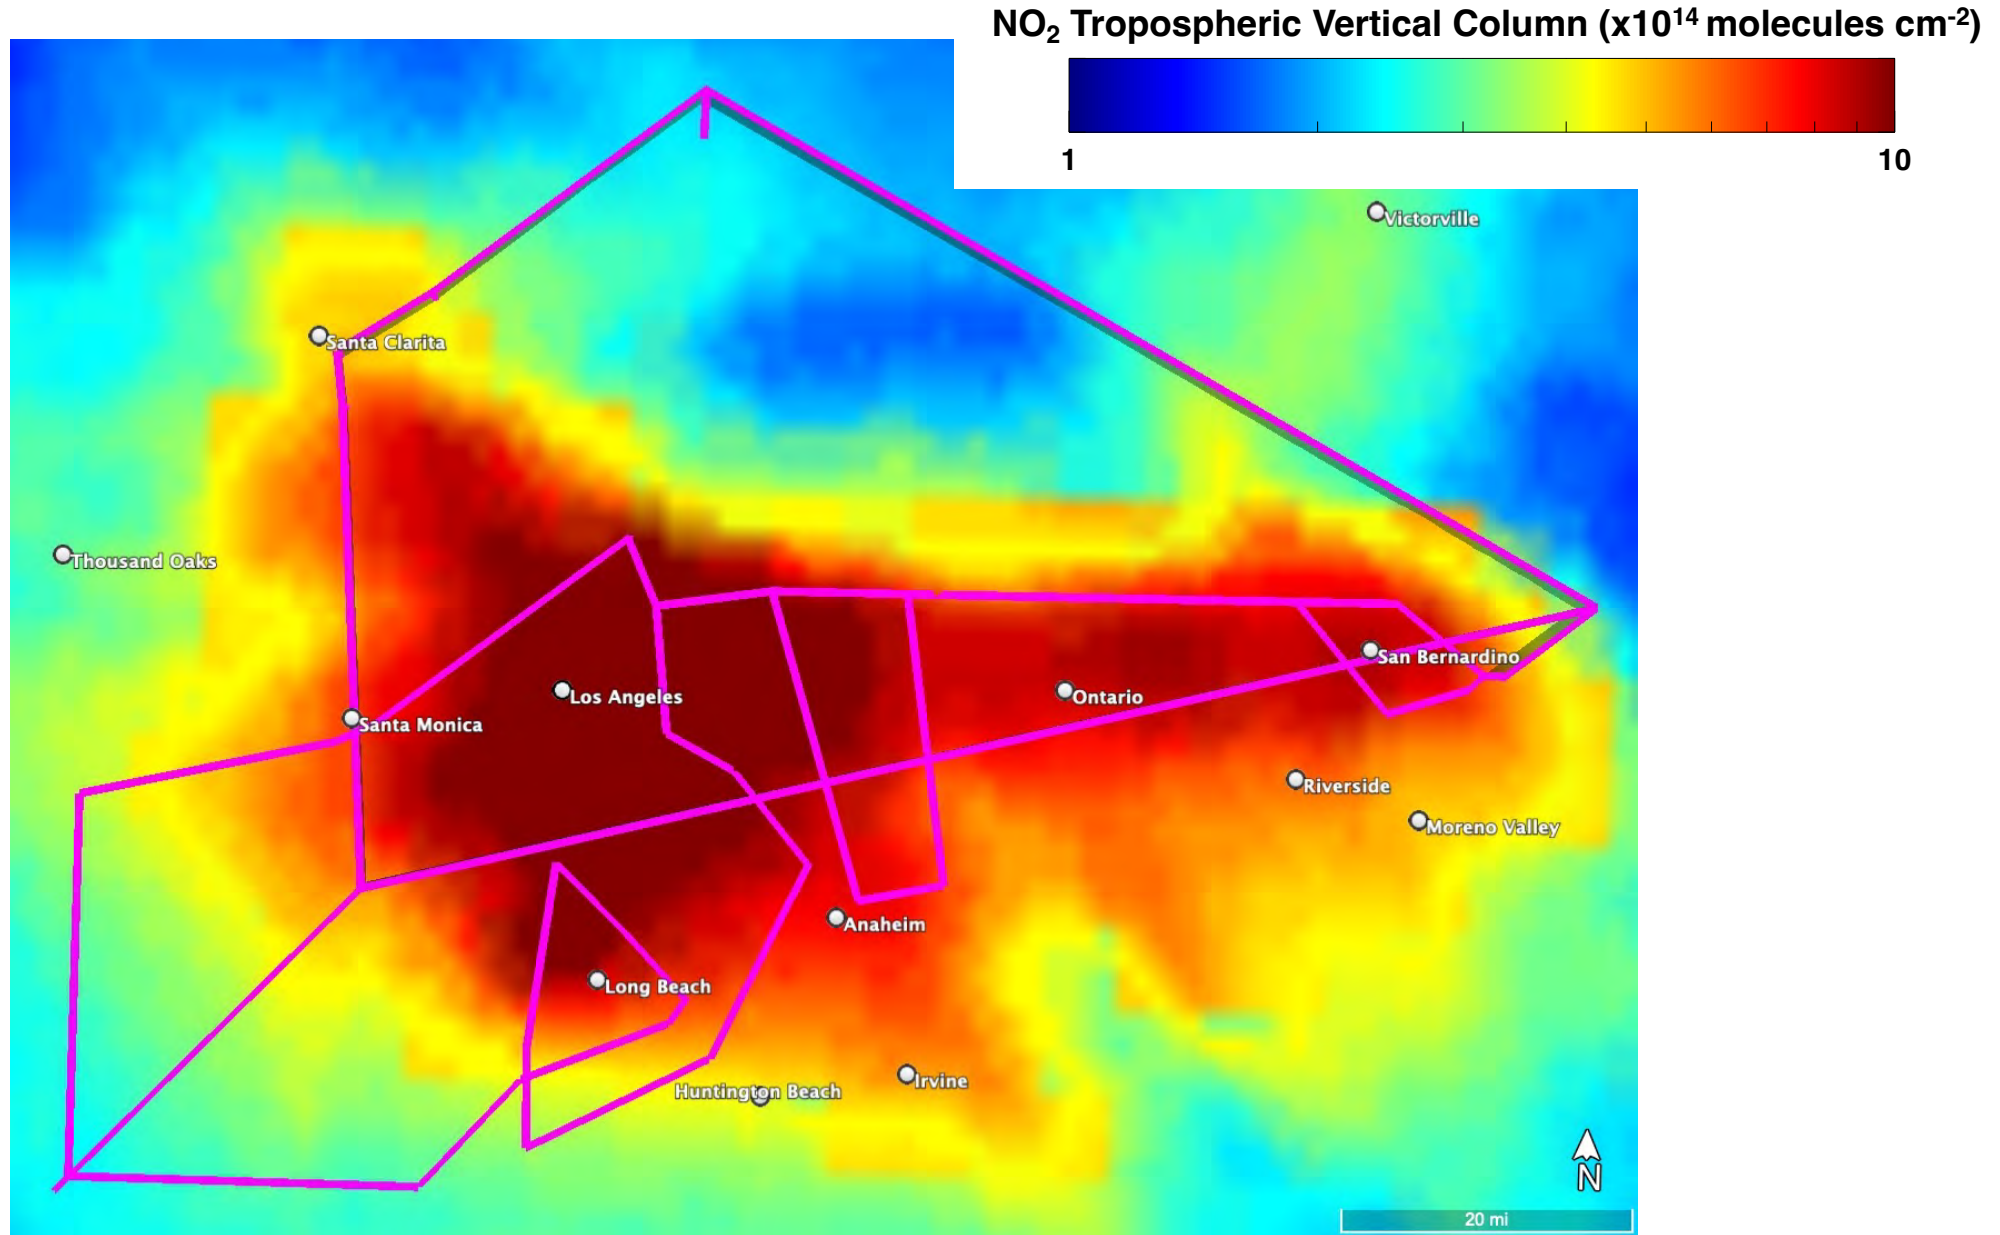 NO2 Tropospheric Vertical Column (x10^14 molecules cm^-2)
1
10
Victorville
Santa Clarita
Thousand Oaks
San Bernardino
Los Angeles
Ontario
Santa Monica
Riverside
Moreno Valley
Anaheim
Long Beach
Irvine
Huntington Beach
N
20 mi